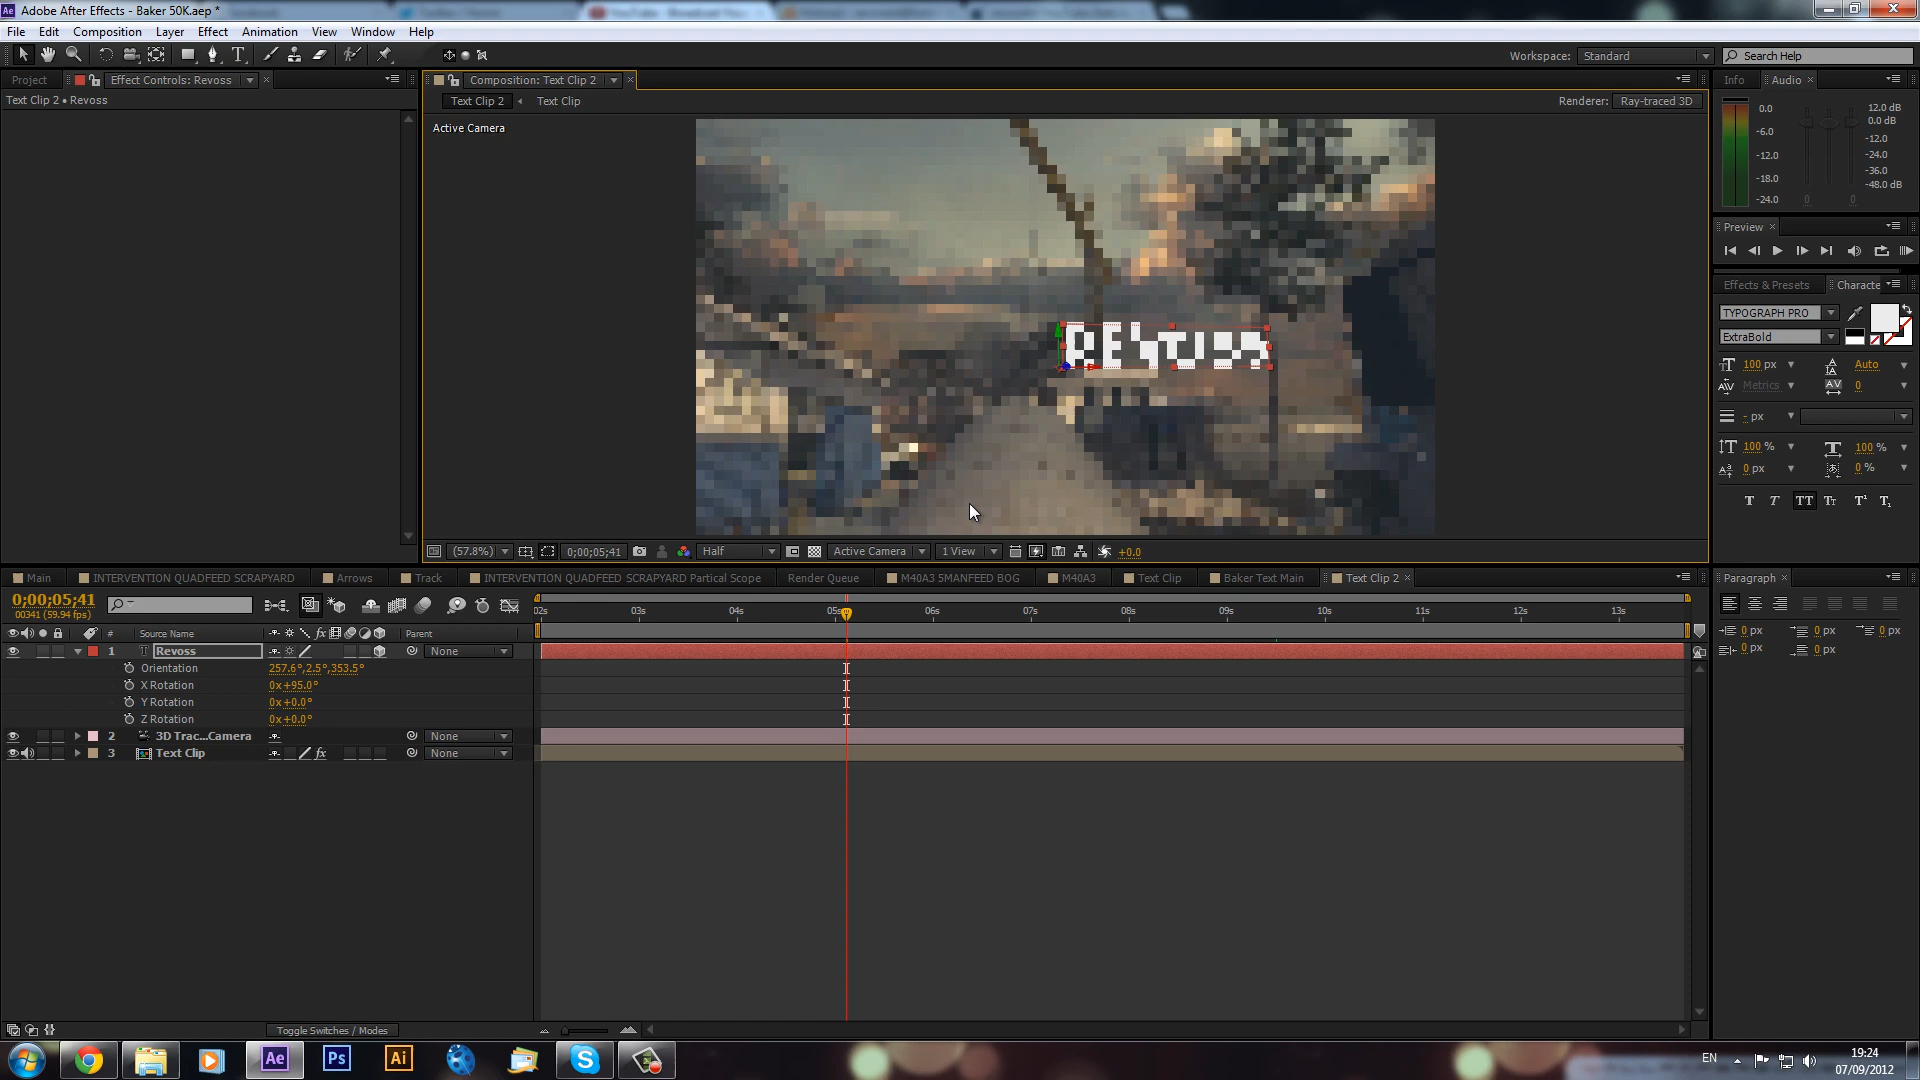 Adobe After Effects - Baker 50K.aep *
File Edit Composition Layer Effect Animation View Window Help
Workspace: Standard Search Help
Project Effect Controls: Revoss Composition: Text Clip 2 Info Audio
Text Clip 2 • Revoss
Text Clip 2 Text Clip Renderer: Ray-traced 3D
Active Camera
0.0
-6.0
-12.0
-18.0
-24.0
12.0 dB
0.0 dB
-12.0
-24.0
-36.0
-48.0 dB
0 0
Preview
Effects & Presets Characte
TYPOGRAPH PRO
ExtraBold
100 px Auto
Metrics 0
- px
100 % 100 %
0 px 0 %
T T TT Tt T¹ T₁
REVOSS
(57.8%) 0;00;05;41 Half Active Camera 1 View +0.0
Main INTERVENTION QUADFEED SCRAPYARD Arrows Track INTERVENTION QUADFEED SCRAPYARD Partical Scope Render Queue M40A3 5MANFEED BOG M40A3 Text Clip Baker Text Main Text Clip 2
Paragraph
0;00;05;41
00341 (59.94 fps)
02s 03s 04s 05s 06s 07s 08s 09s 10s 11s 12s 13s
# Source Name Parent
1 T Revoss None
Orientation 257.6°,2.5°,353.5°
X Rotation 0x+95.0°
Y Rotation 0x+0.0°
Z Rotation 0x+0.0°
2 3D Trac...Camera None
3 Text Clip fx None
0 px 0 px 0 px
0 px 0 px
Toggle Switches / Modes
Ae Ps Ai
EN 19:24
07/09/2012